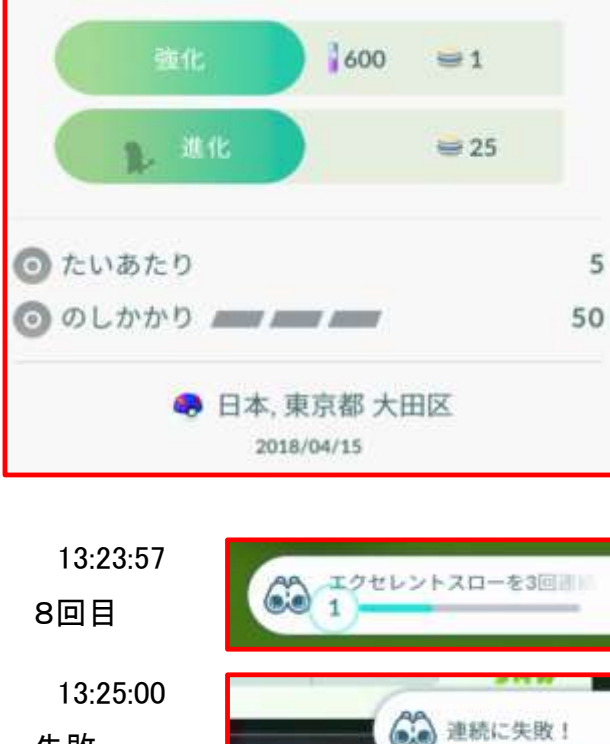 強化 600 1
進化 25
たいあたり 5
のしかかり 50
日本, 東京都 大田区
2018/04/15
13:23:57
エクセレントスローを3回連
8回目
1
13:25:00
連続に失敗！
失敗